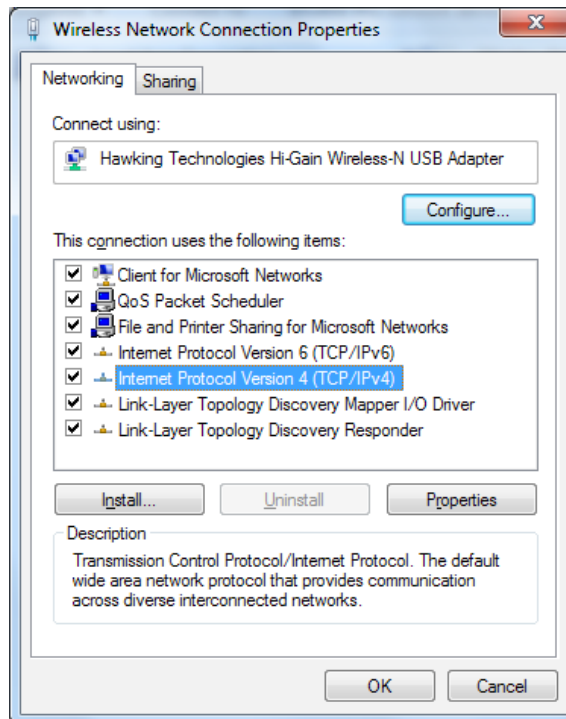 Wireless Network Connection Properties
Networking
Sharing
Connect using:
Hawking Technologies Hi-Gain Wireless-N USB Adapter
Configure...
This connection uses the following items:
Client for Microsoft Networks
QoS Packet Scheduler
File and Printer Sharing for Microsoft Networks
Internet Protocol Version 6 (TCP/IPv6)
Internet Protocol Version 4 (TCP/IPv4)
Link-Layer Topology Discovery Mapper I/O Driver
Link-Layer Topology Discovery Responder
Install...
Uninstall
Properties
Description
Transmission Control Protocol/Internet Protocol. The default
wide area network protocol that provides communication
across diverse interconnected networks.
OK
Cancel